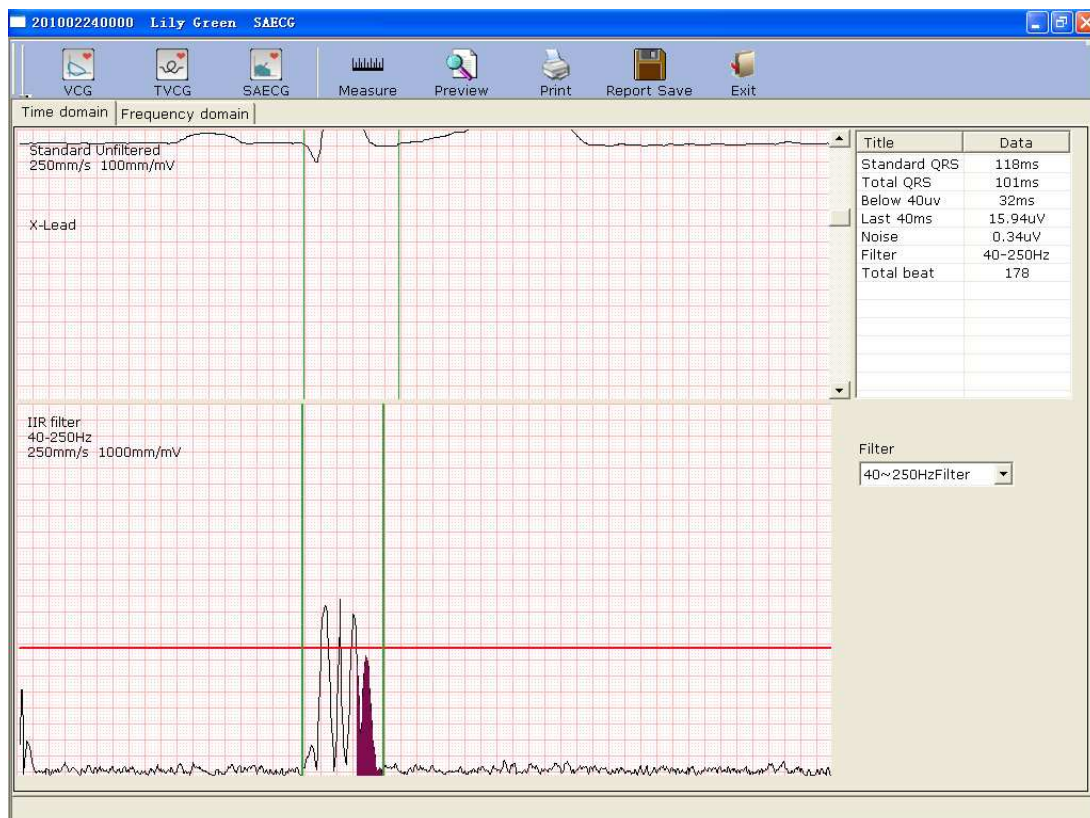 201002240000 Lily Green SAECG
VCG TVCG SAECG Measure Preview Print Report Save Exit
Time domain Frequency domain
Standard Unfiltered
250mm/s 100mm/mV
X-Lead
Title Data
Standard QRS 118ms
Total QRS 101ms
Below 40uv 32ms
Last 40ms 15.94uV
Noise 0.34uV
Filter 40-250Hz
Total beat 178
IIR filter
40-250Hz
250mm/s 1000mm/mV
Filter
40~250HzFilter